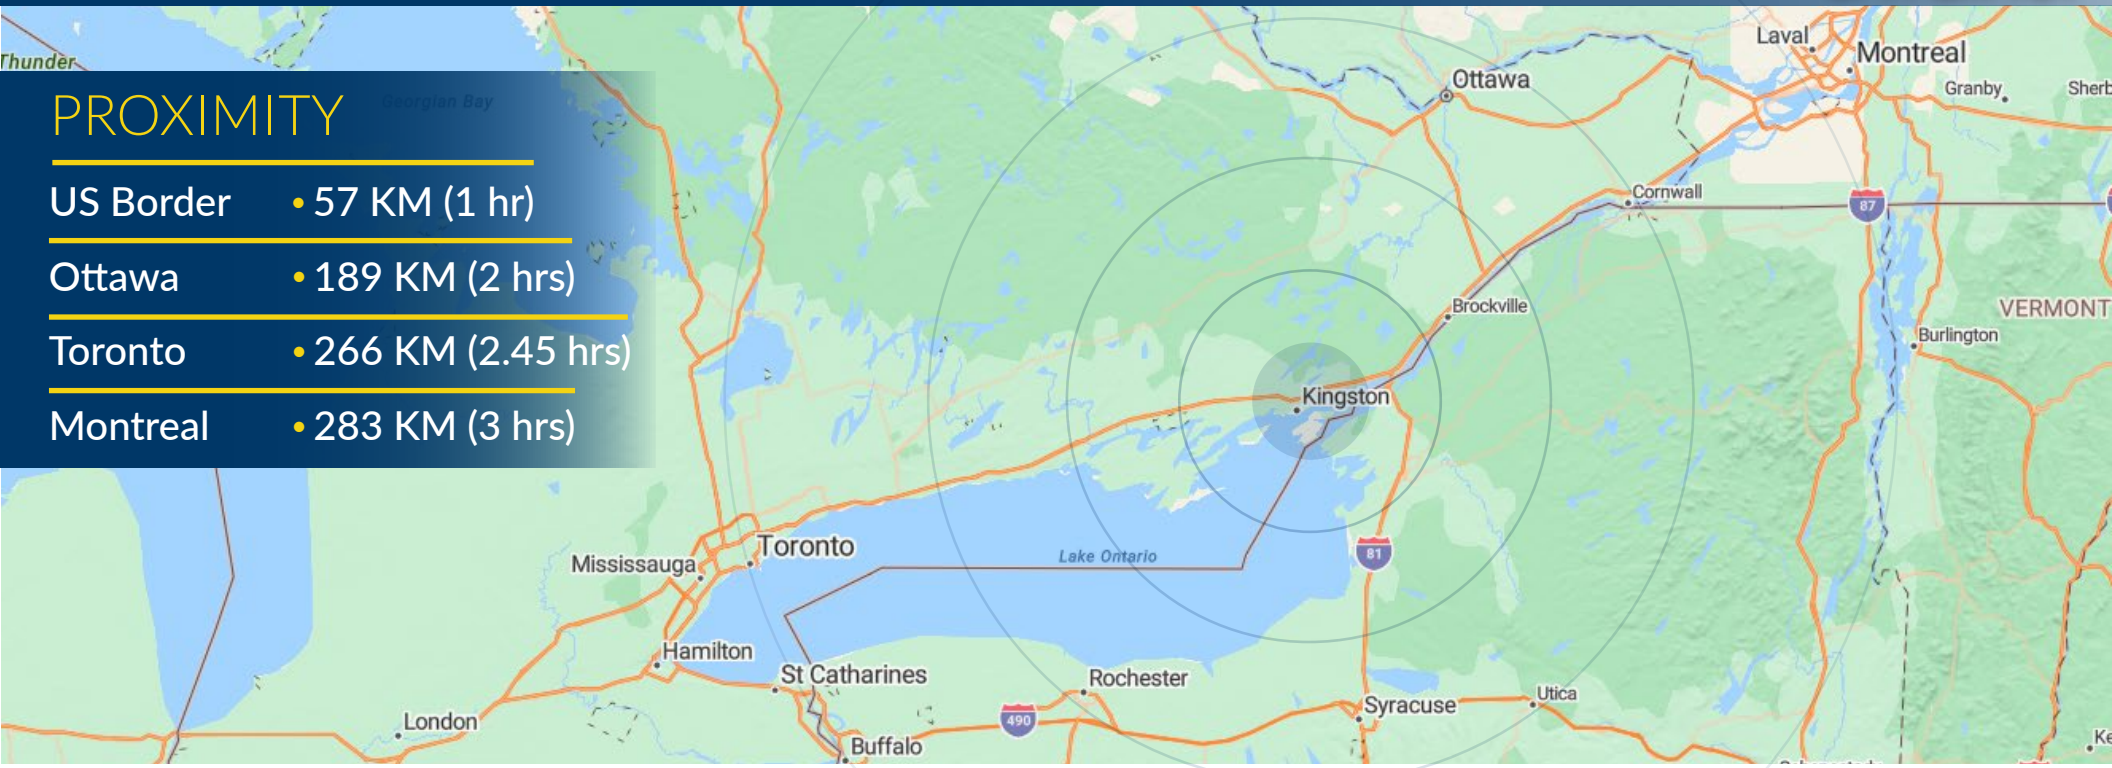 PROXIMITY
US Border • 57 KM (1 hr)
Ottawa • 189 KM (2 hrs)
Toronto • 266 KM (2.45 hrs)
Montreal • 283 KM (3 hrs)
Thunder
Georgian Bay
Laval
Montreal
Ottawa
Granby
Sherb
Cornwall
87
Brockville
VERMONT
Burlington
Kingston
Toronto
Lake Ontario
81
Mississauga
Hamilton
St Catharines
Rochester
Utica
Syracuse
London
490
Buffalo
Ke